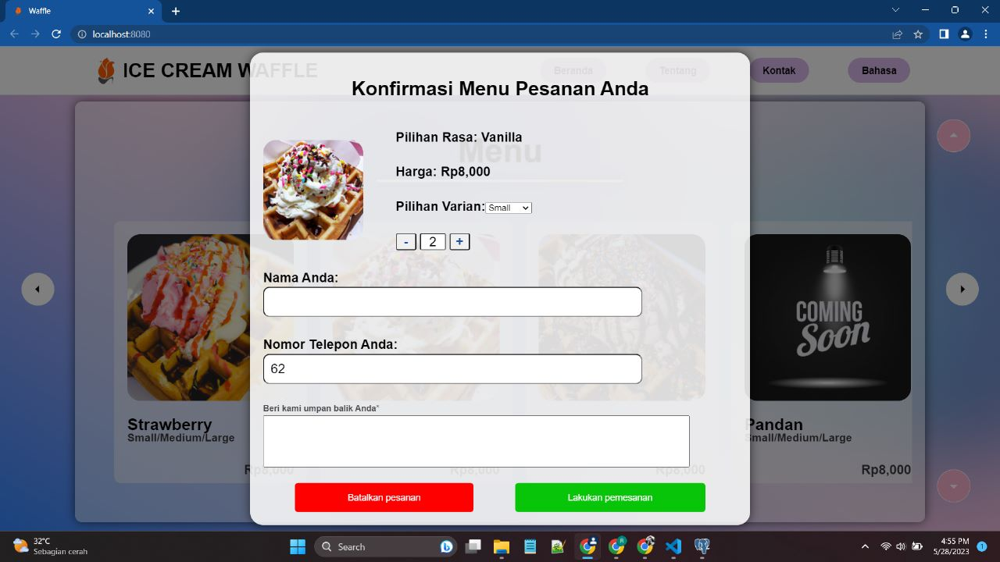 Waffle
localhost:8080
ICE CREAM WAFFLE
Beranda
Tentang
Kontak
Bahasa
Konfirmasi Menu Pesanan Anda
Menu
Pilihan Rasa: Vanilla
Harga: Rp8,000
Pilihan Varian: Small
- 2 +
Nama Anda:
Nomor Telepon Anda:
62
Beri kami umpan balik Anda*
COMING
Soon
Strawberry
Small/Medium/Large
Rp8,000
Rp8,000
Rp8,000
Pandan
Small/Medium/Large
Rp8,000
Batalkan pesanan
Lakukan pemesanan
32°C
Sebagian cerah
Search
4:55 PM
5/28/2023
1